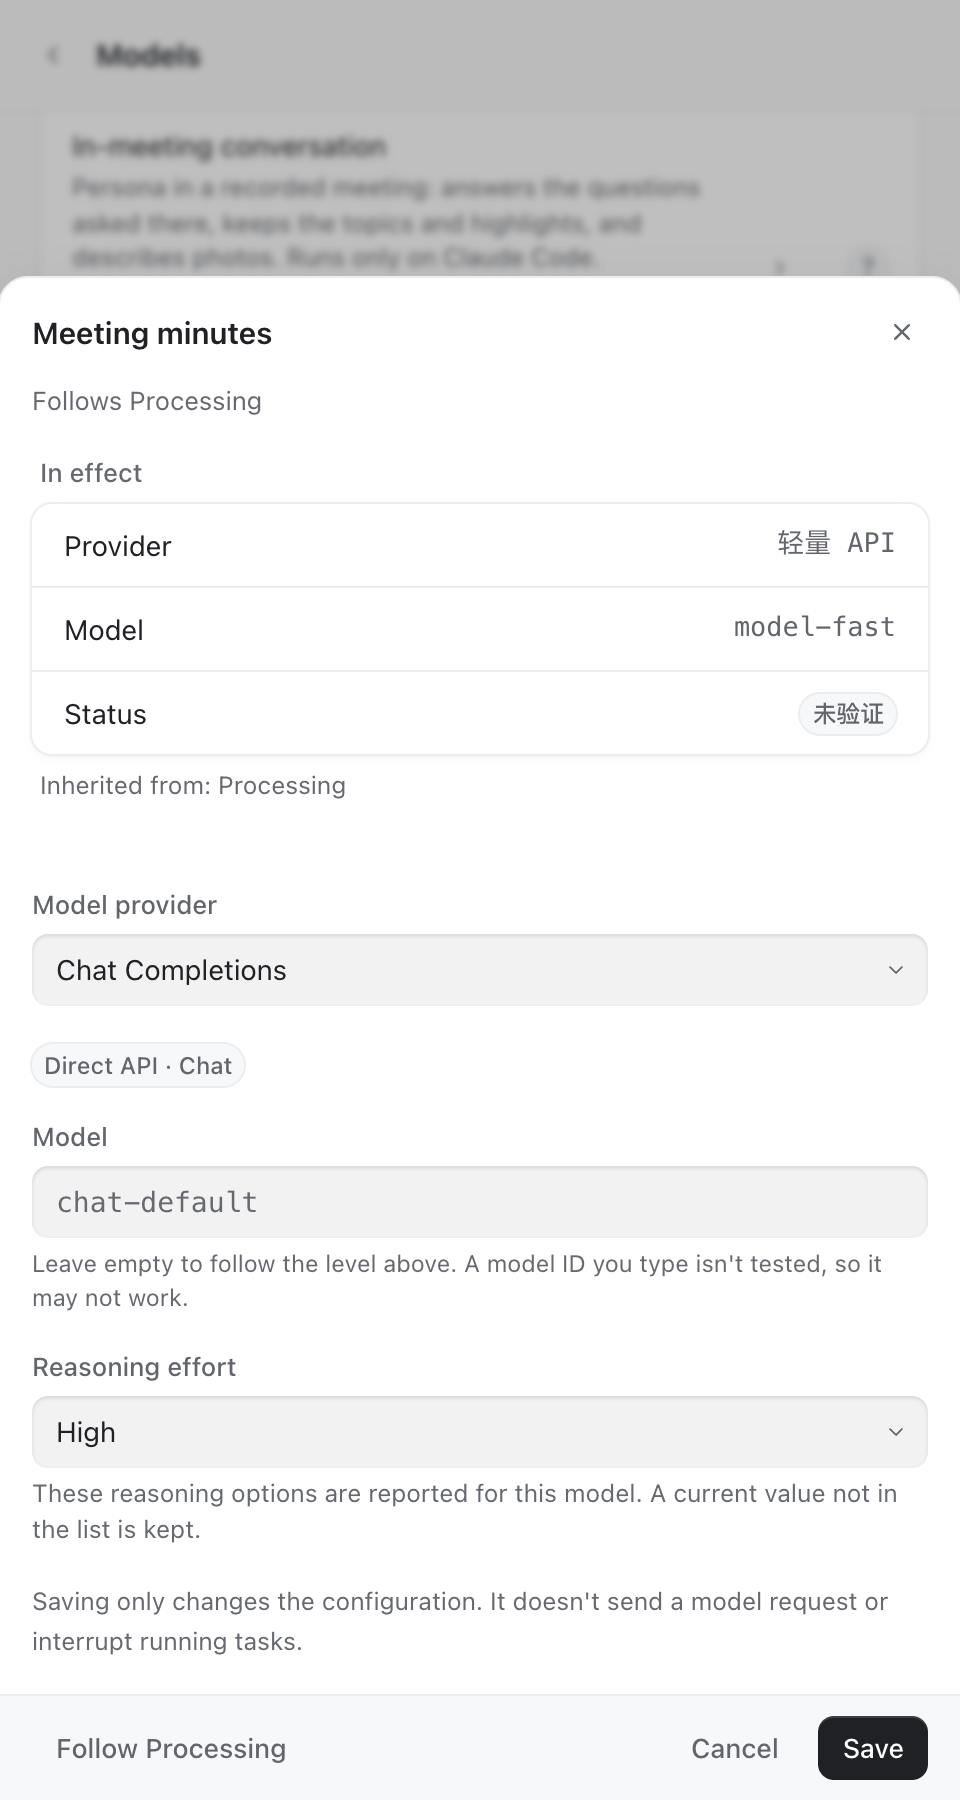 Models
In-meeting conversation
Persona in a recorded meeting: answers the questions
asked there, keeps the topics and highlights, and
describes photos. Runs only on Claude Code.
?
Meeting minutes
Follows Processing
In effect
Provider
轻量 API
Model
model-fast
Status
未验证
Inherited from: Processing
Model provider
Chat Completions
Direct API · Chat
Model
chat-default
Leave empty to follow the level above. A model ID you type isn't tested, so it
may not work.
Reasoning effort
High
These reasoning options are reported for this model. A current value not in
the list is kept.
Saving only changes the configuration. It doesn't send a model request or
interrupt running tasks.
Follow Processing
Cancel
Save